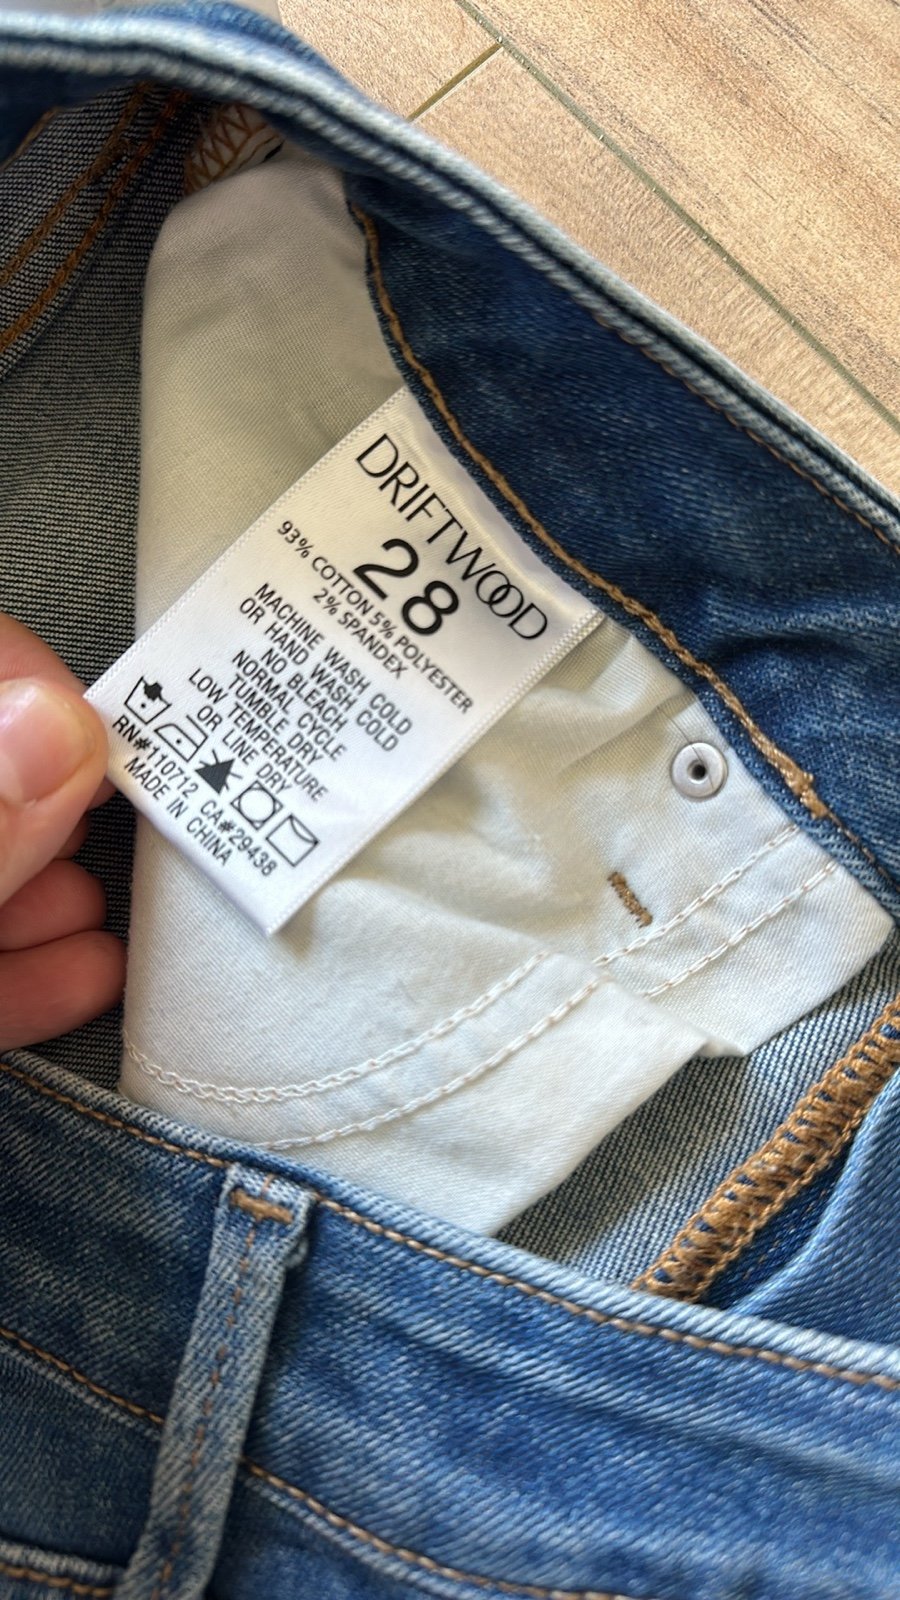 DRIFTWOOD
28
93% COTTON 5% POLYESTER
2% SPANDEX
MACHINE WASH COLD
OR HAND WASH COLD
NO BLEACH
NORMAL CYCLE
TUMBLE DRY
LOW TEMPERATURE
OR LINE DRY
RN#110712 CA#29438
MADE IN CHINA